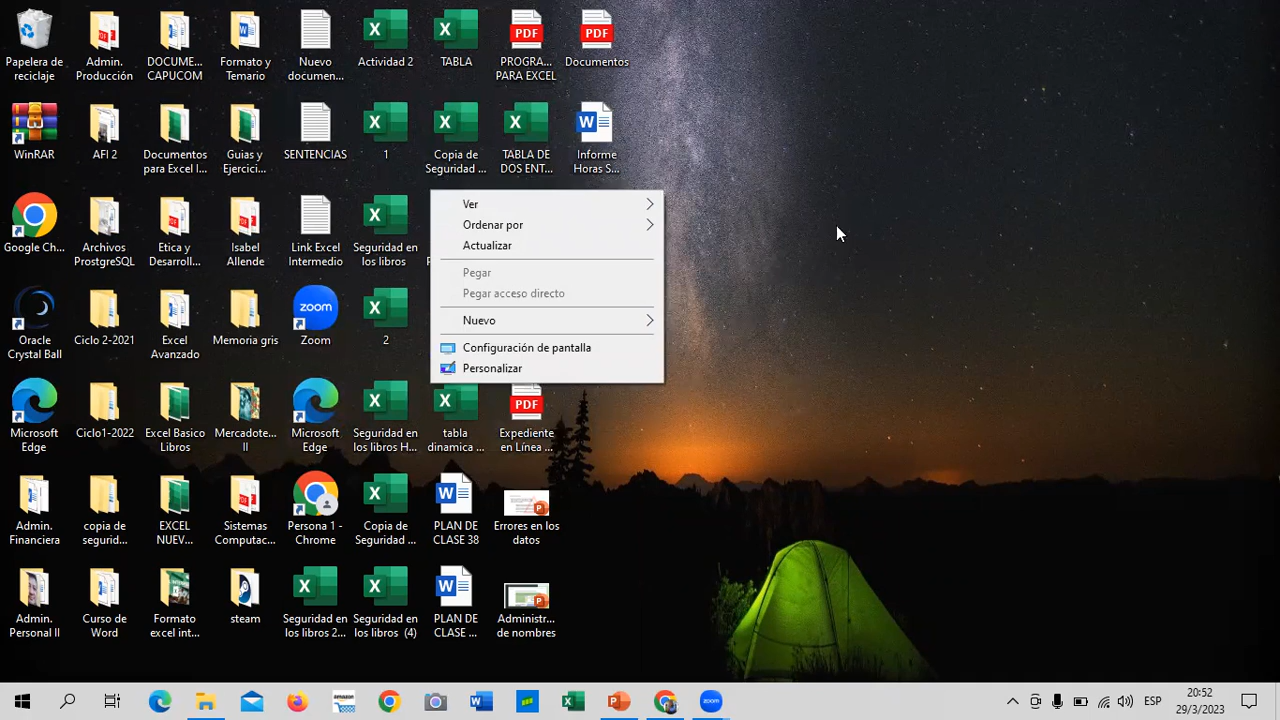 Papelera de
reciclaje
Admin.
Producción
DOCUME...
CAPUCOM
Formato y
Temario
Nuevo
documen...
Actividad 2
TABLA
PROGRA...
PARA EXCEL
Documentos
WinRAR
AFI 2
Documentos
para Excel I...
Guias y
Ejercici...
SENTENCIAS
1
Copia de
Seguridad ...
TABLA DE
DOS ENT...
Informe
Horas S...
Google Ch...
Archivos
ProstgreSQL
Etica y
Desarroll...
Isabel
Allende
Link Excel
Intermedio
Seguridad en
los libros
Ver
Ordenar por
Actualizar
Pegar
Pegar acceso directo
Nuevo
Configuración de pantalla
Personalizar
Oracle
Crystal Ball
Ciclo 2-2021
Excel
Avanzado
Memoria gris
zoom
Zoom
2
Microsoft
Edge
Ciclo1-2022
Excel Basico
Libros
Mercadote...
II
Microsoft
Edge
Seguridad en
los libros H...
tabla
dinamica ...
Expediente
en Línea ...
Admin.
Financiera
copia de
segurid...
EXCEL
NUEV...
Sistemas
Computac...
Persona 1 -
Chrome
Copia de
Seguridad ...
PLAN DE
CLASE 38
Errores en los
datos
Admin.
Personal II
Curso de
Word
Formato
excel int...
steam
Seguridad en
los libros 2...
Seguridad en
los libros (4)
PLAN DE
CLASE ...
Administr...
de nombres
amazon
zoom
ESP
20:52
29/3/2023